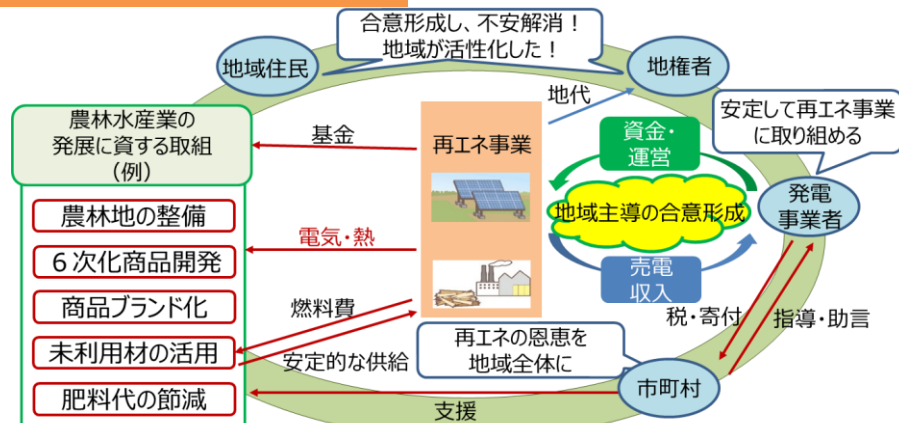 合意形成し、不安解消！
地域が活性化した！
地域住民
地権者
地代
農林水産業の
発展に資する取組
（例）
基金
再エネ事業
資金・
運営
安定して再エネ事業
に取り組める
農林地の整備
地域主導の合意形成
発電
事業者
電気・熱
６次化商品開発
売電
収入
商品ブランド化
燃料費
税・寄付
指導・助言
未利用材の活用
安定的な供給
再エネの恩恵を
地域全体に
市町村
肥料代の節減
支援